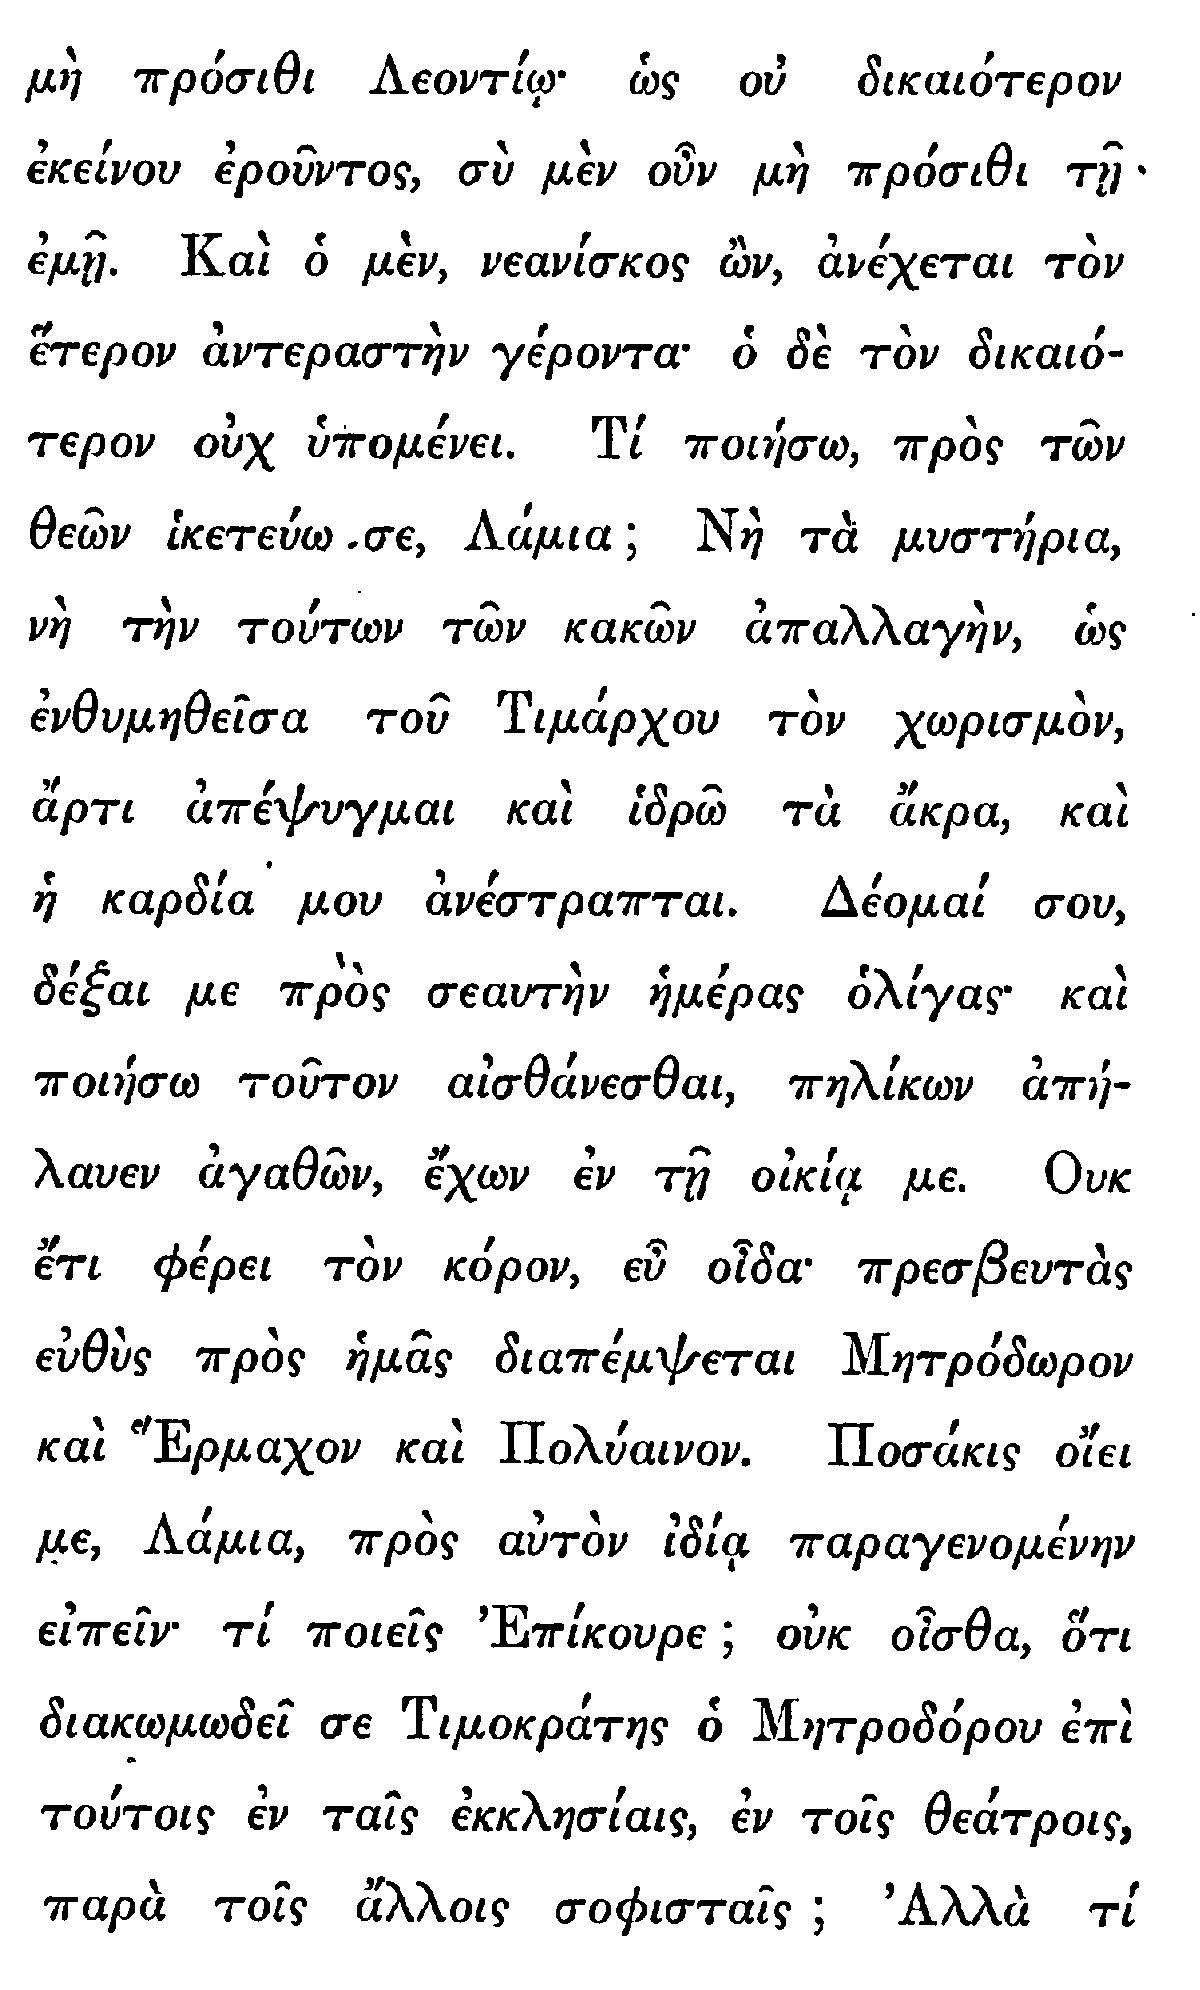 μὴ πρόσιθι Λεοντίῳ· ὡς οὐ δικαιότερον
ἐκείνου ἐροῦντος, σὺ μὲν οὖν μὴ πρόσιθι τῇ
ἐμῇ. Καὶ ὁ μὲν, νεανίσκος ὢν, ἀνέχεται τὸν
ἕτερον ἀντεραστὴν γέροντα· ὁ δὲ τὸν δικαιό-
τερον οὐχ ὑπομένει. Τί ποιήσω, πρὸς τῶν
θεῶν ἱκετεύω σε, Λάμια; Νὴ τὰ μυστήρια,
νὴ τὴν τούτων τῶν κακῶν ἀπαλλαγὴν, ὡς
ἐνθυμηθεῖσα τοῦ Τιμάρχου τὸν χωρισμὸν,
ἄρτι ἀπέψυγμαι καὶ ἱδρῶ τὰ ἄκρα, καὶ
ἡ καρδία μου ἀνέστραπται. Δέομαί σου,
δέξαι με πρὸς σεαυτὴν ἡμέρας ὀλίγας· καὶ
ποιήσω τοῦτον αἰσθάνεσθαι, πηλίκων ἀπή-
λαυεν ἀγαθῶν, ἔχων ἐν τῇ οἰκίᾳ με. Ουκ
ἔτι φέρει τὸν κόρον, εὖ οἶδα· πρεσβευτὰς
εὐθὺς πρὸς ἡμᾶς διαπέμψεται Μητρόδωρον
καὶ Ἕρμαχον καὶ Πολύαινον. Ποσάκις οἴει
με, Λάμια, πρὸς αὐτὸν ἰδίᾳ παραγενομένην
εἰπεῖν· τί ποιεῖς Ἐπίκουρε; οὐκ οἶσθα, ὅτι
διακωμωδεῖ σε Τιμοκράτης ὁ Μητροδόρου ἐπὶ
τούτοις ἐν ταῖς ἐκκλησίαις, ἐν τοῖς θεάτροις,
παρὰ τοῖς ἄλλοις σοφισταῖς; Ἀλλὰ τί